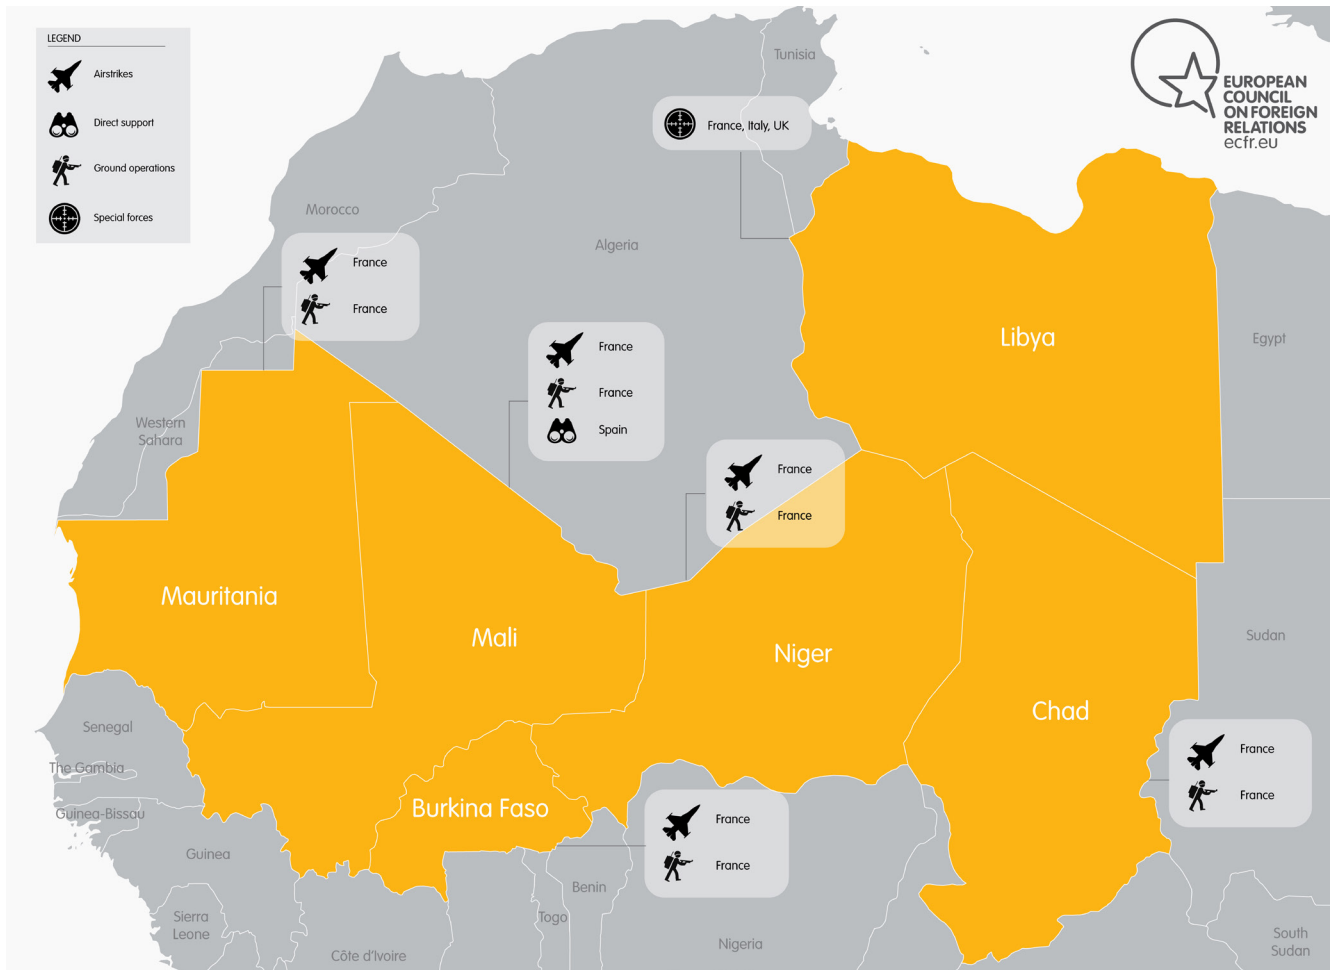 LEGEND
Airstrikes
Direct support
Ground operations
Special forces
EUROPEAN
COUNCIL
ON FOREIGN
RELATIONS
ecfr.eu
Tunisia
France, Italy, UK
Morocco
Algeria
France
France
Libya
Egypt
France
France
Spain
Western
Sahara
France
France
Mauritania
Mali
Niger
Sudan
Chad
Senegal
The Gambia
Guinea-Bissau
Guinea
Burkina Faso
France
France
France
France
Benin
Togo
Sierra
Leone
Côte d'Ivoire
Nigeria
South
Sudan